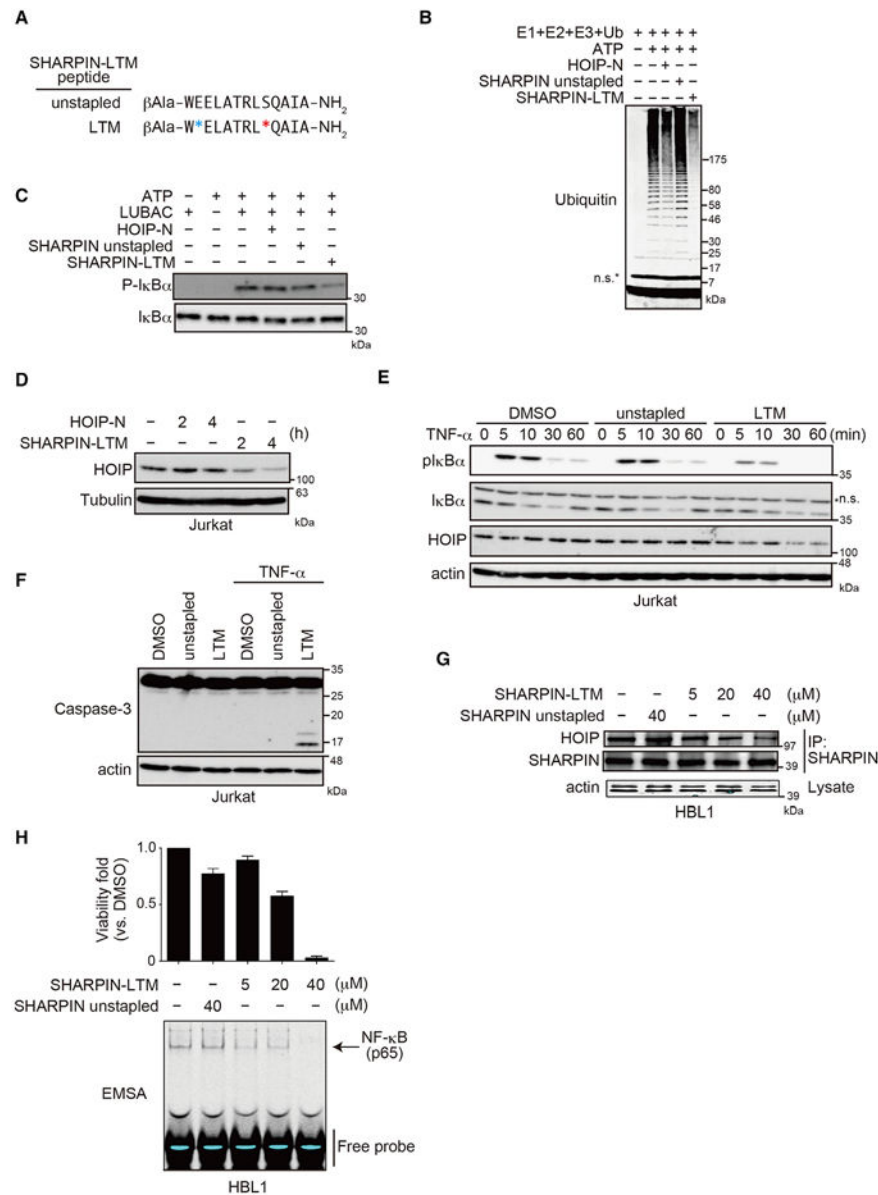 A
SHARPIN-LTM
peptide
unstapled βAla-WEELATRLSQAIA-NH2
LTM βAla-W*ELATRL*QAIA-NH2
B
E1+E2+E3+Ub + + + + + +
ATP - + + + + +
HOIP-N - - + - -
SHARPIN unstapled - - - + -
SHARPIN-LTM - - - - +
Ubiquitin
175
80
58
46
30
25
17
n.s.*
7
kDa
C
ATP - + + + + +
LUBAC + - + + + +
HOIP-N - - - + - -
SHARPIN unstapled - - - - + -
SHARPIN-LTM - - - - - +
P-IκBα
30
IκBα
30
kDa
D
HOIP-N - 2 4 - -
SHARPIN-LTM - - - 2 4
(h)
HOIP
100
Tubulin
63
kDa
Jurkat
E
DMSO unstapled LTM
TNF-α 0 5 10 30 60 0 5 10 30 60 0 5 10 30 60 (min)
pIκBα
35
IκBα
*n.s.
35
HOIP
100
actin
48
kDa
Jurkat
F
TNF-α
DMSO unstapled LTM DMSO unstapled LTM
Caspase-3
35
25
20
17
actin
48
kDa
Jurkat
G
SHARPIN-LTM - - 5 20 40 (μM)
SHARPIN unstapled - 40 - - - (μM)
HOIP
97
SHARPIN
39
IP:
SHARPIN
actin
39
Lysate
kDa
HBL1
H
Viability fold
(vs. DMSO)
1.0
0.5
0
SHARPIN-LTM - - 5 20 40 (μM)
SHARPIN unstapled - 40 - - - (μM)
EMSA
NF-κB
(p65)
Free probe
HBL1